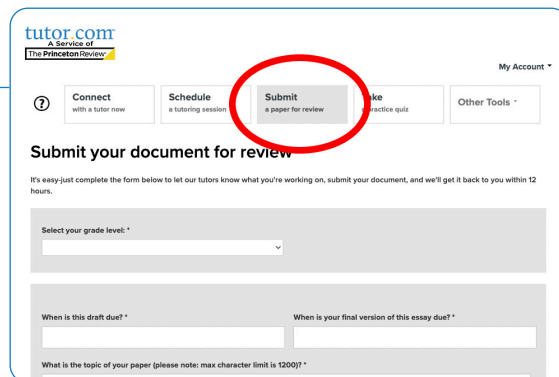 tutor.com
A Service of
The Princeton Review
My Account
?
Connect
with a tutor now
Schedule
a tutoring session
Submit
a paper for review
practice quiz
Other Tools
Submit your document for review
It's easy-just complete the form below to let our tutors know what you're working on, submit your document, and we'll get it back to you within 12
hours.
Select your grade level: *
When is this draft due? *
When is your final version of this essay due? *
What is the topic of your paper (please note: max character limit is 1200)? *